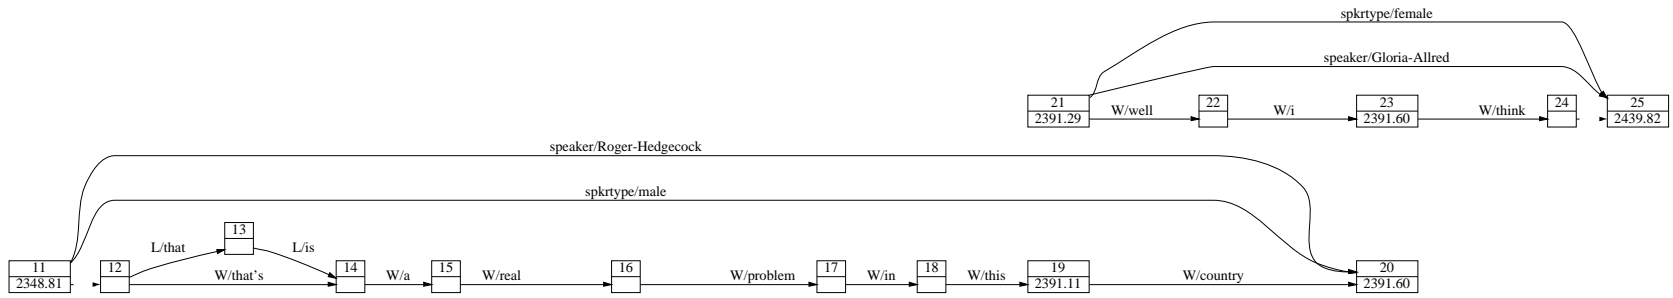 spkrtype/female
speaker/Gloria-Allred
21 22 23 24 25
W/well W/i W/think
2391.29 2391.60 2439.82
speaker/Roger-Hedgecock
spkrtype/male
13
L/that L/is
11 12 14 15 16 17 18 19 20
W/that's W/a W/real W/problem W/in W/this W/country
2348.81 2391.11 2391.60